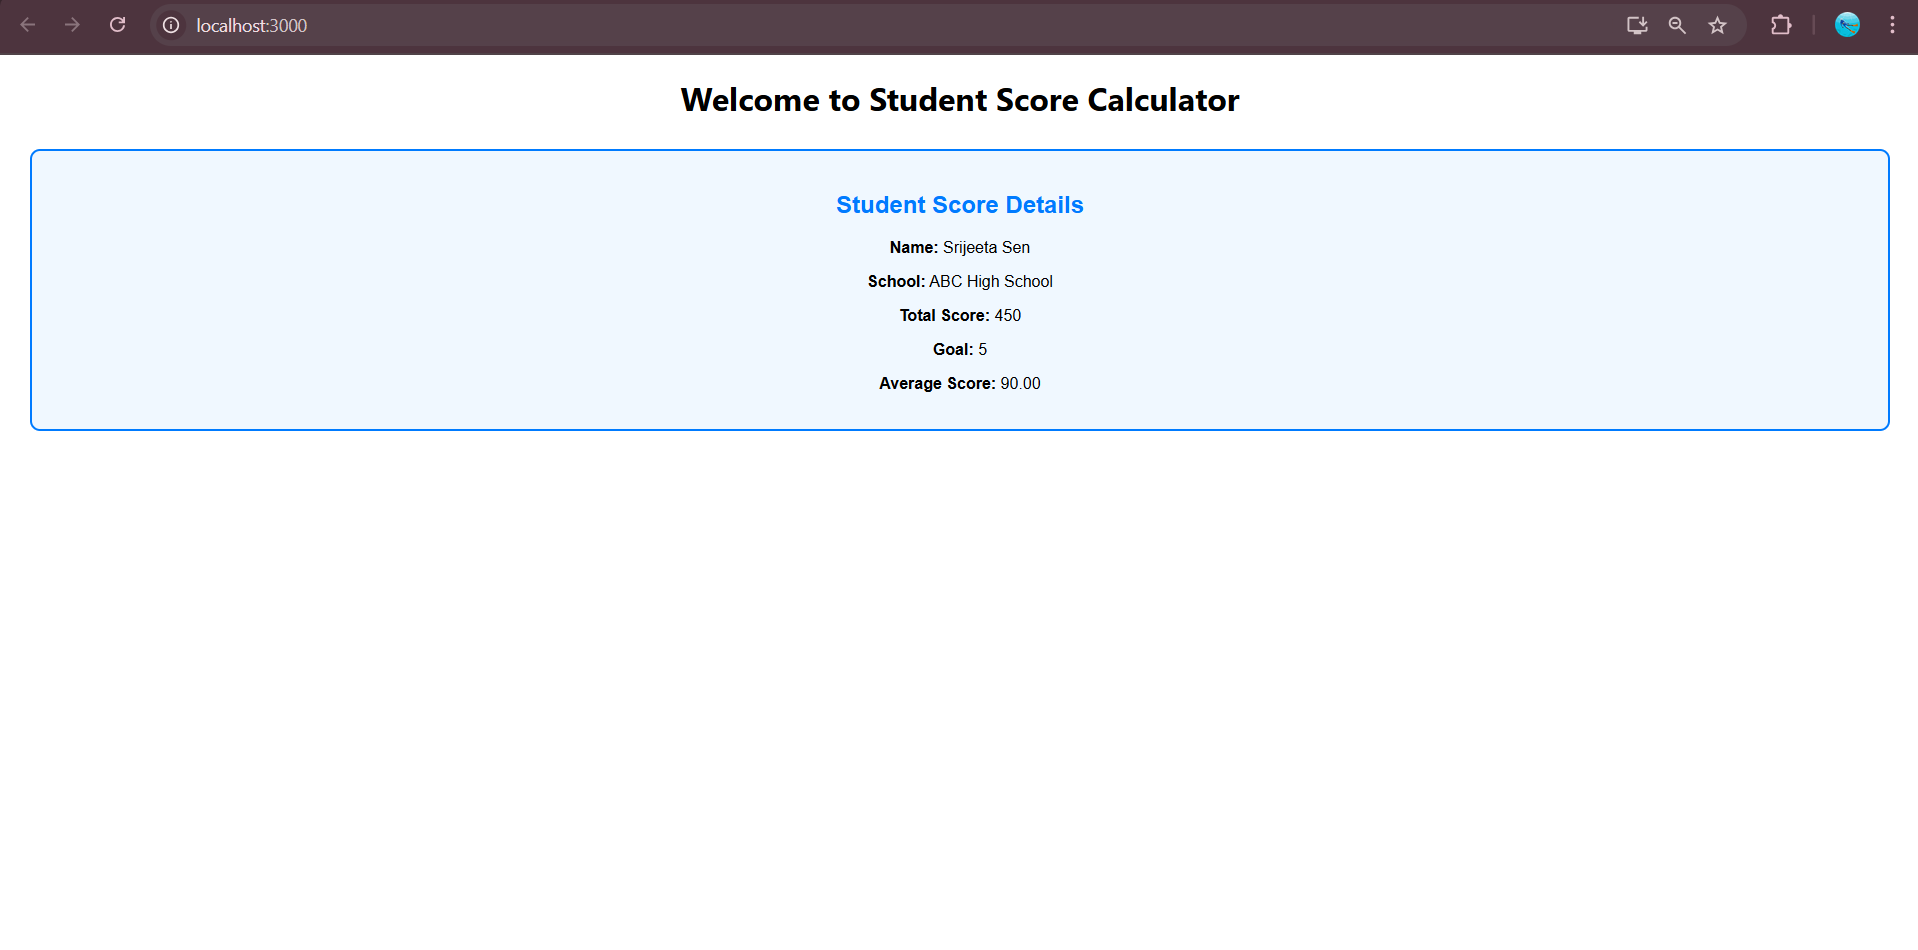 localhost:3000
Welcome to Student Score Calculator
Student Score Details
Name: Srijeeta Sen
School: ABC High School
Total Score: 450
Goal: 5
Average Score: 90.00